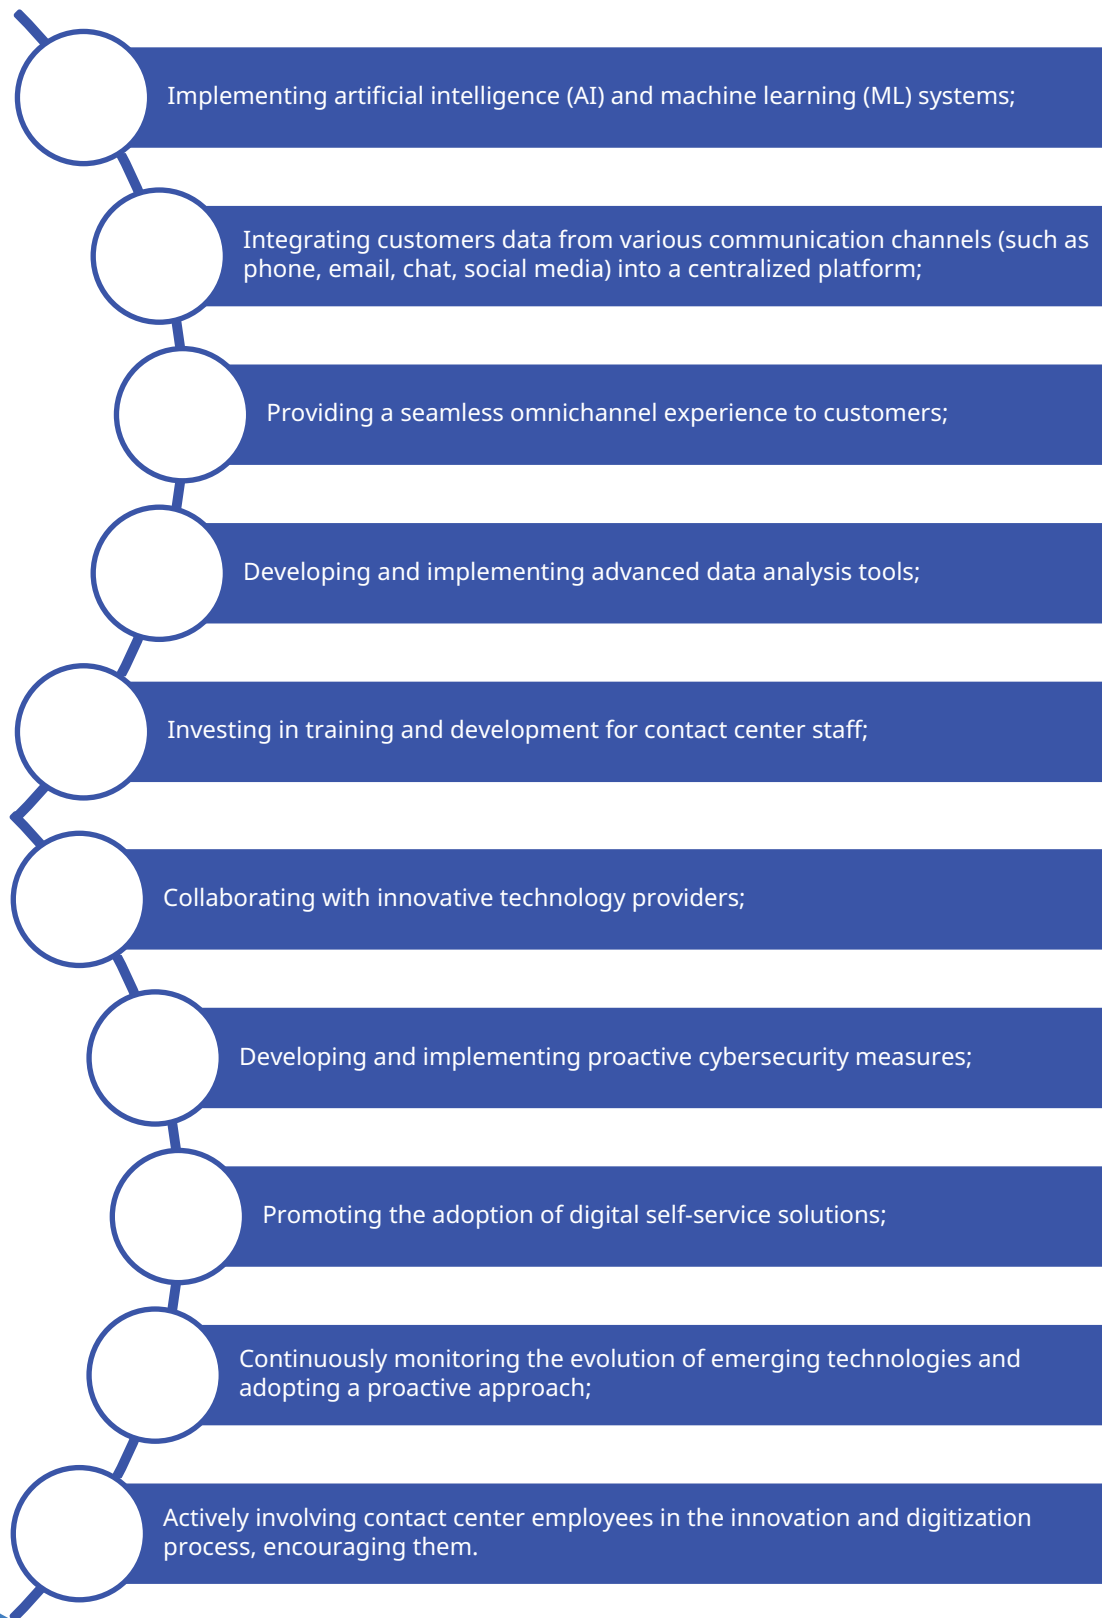 Implementing artificial intelligence (AI) and machine learning (ML) systems;
Integrating customers data from various communication channels (such as
phone, email, chat, social media) into a centralized platform;
Providing a seamless omnichannel experience to customers;
Developing and implementing advanced data analysis tools;
Investing in training and development for contact center staff;
Collaborating with innovative technology providers;
Developing and implementing proactive cybersecurity measures;
Promoting the adoption of digital self-service solutions;
Continuously monitoring the evolution of emerging technologies and
adopting a proactive approach;
Actively involving contact center employees in the innovation and digitization
process, encouraging them.